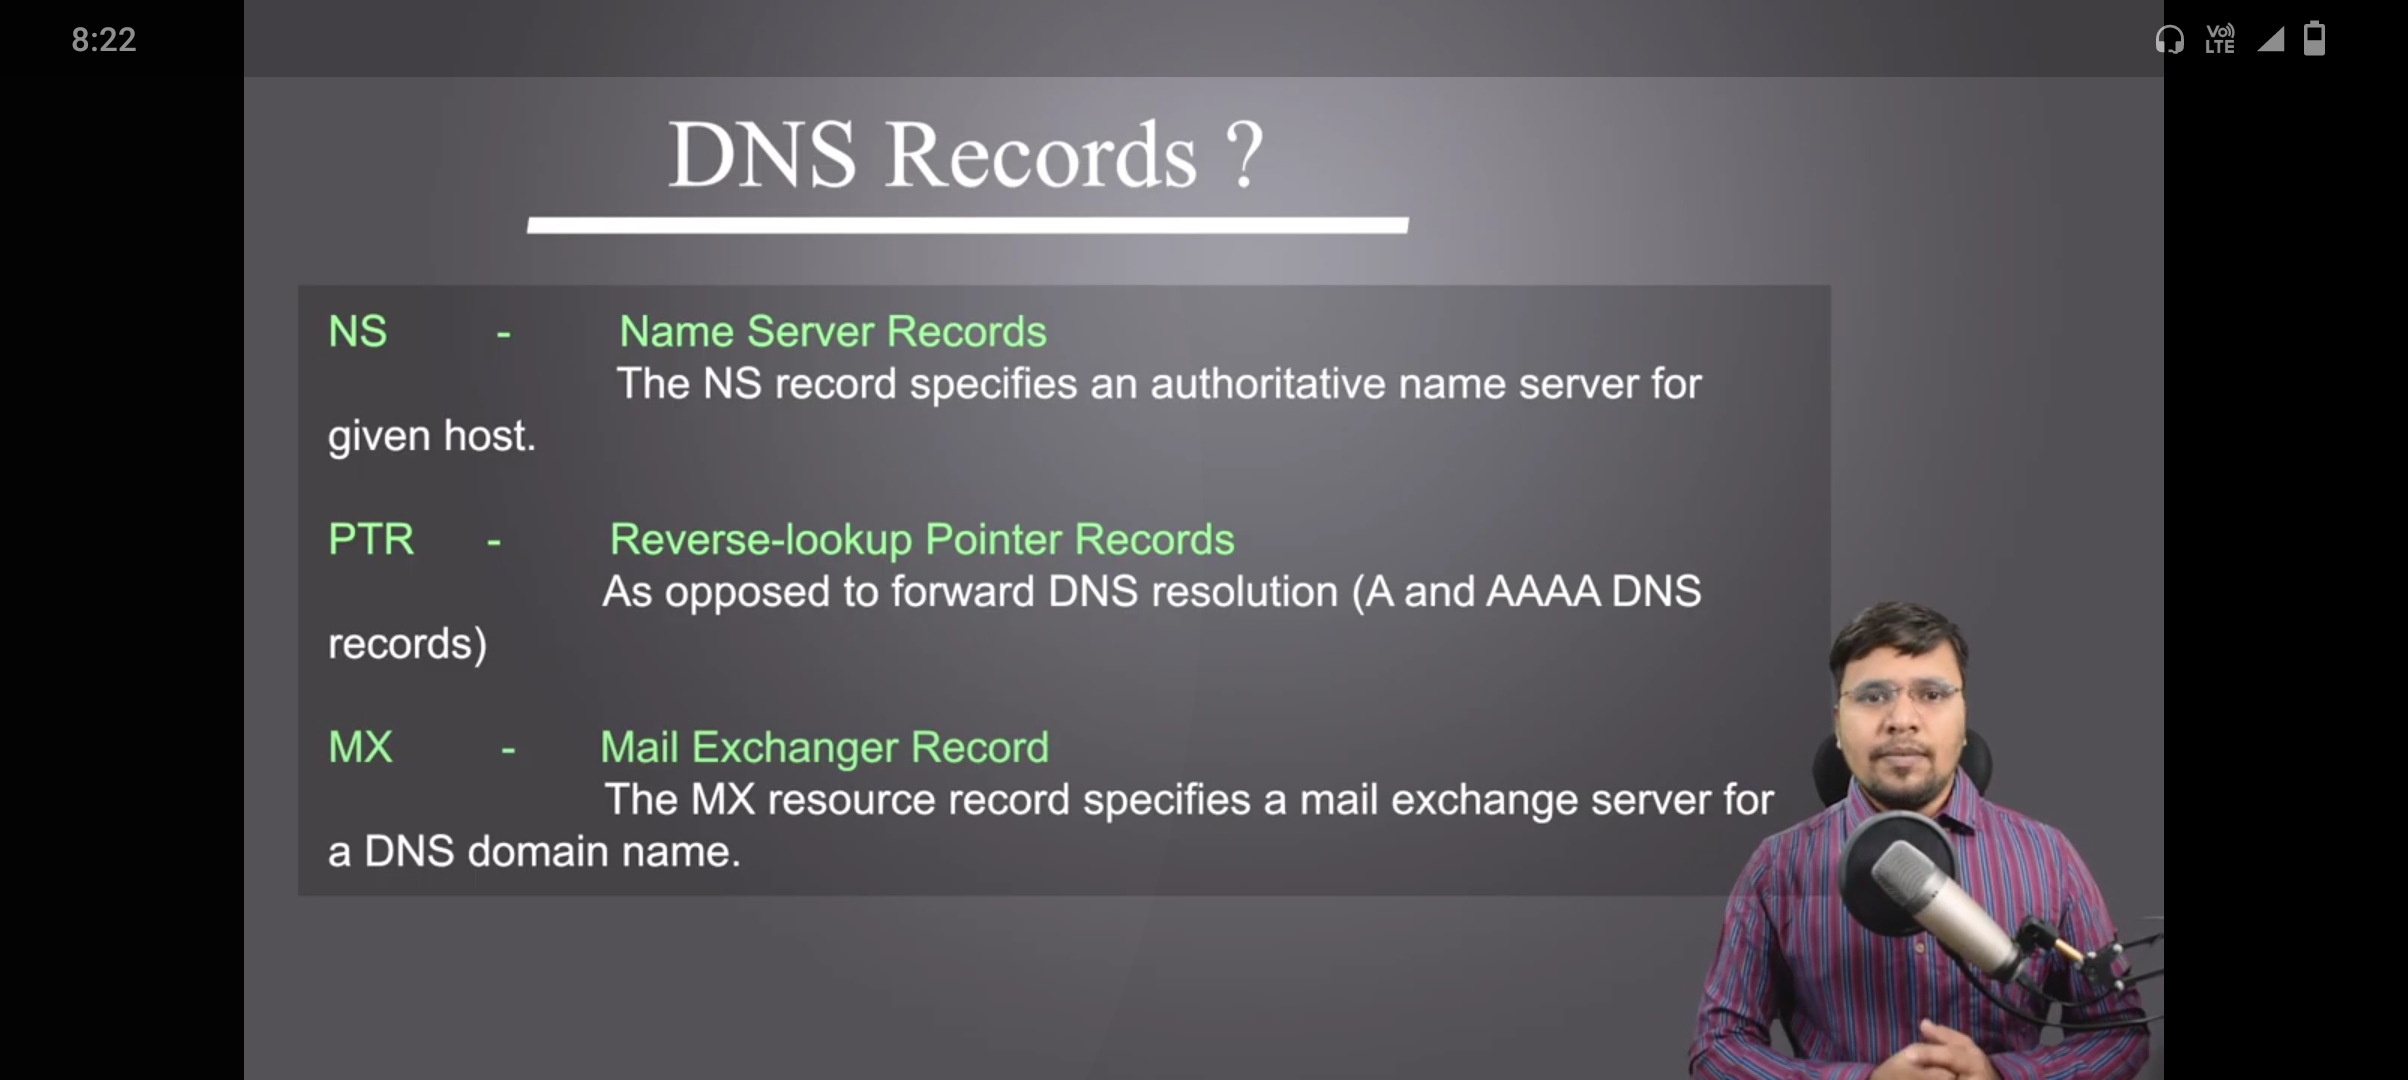 8:22
Vo)) LTE
DNS Records ?
NS - Name Server Records
The NS record specifies an authoritative name server for
given host.
PTR - Reverse-lookup Pointer Records
As opposed to forward DNS resolution (A and AAAA DNS
records)
MX - Mail Exchanger Record
The MX resource record specifies a mail exchange server for
a DNS domain name.